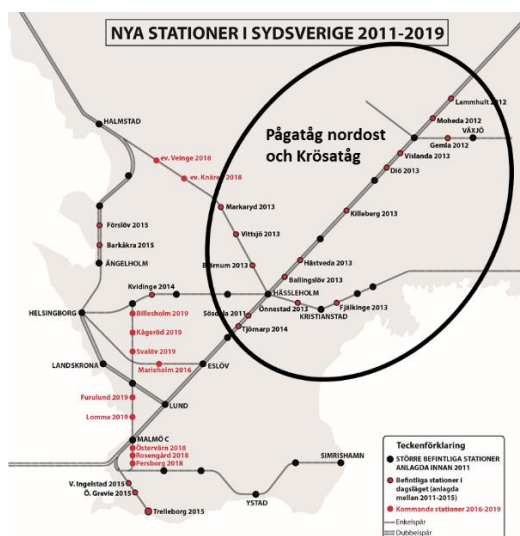 NYA STATIONER I SYDSVERIGE 2011-2019
Lammhult 2012
Moheda 2012
VÄXJÖ
Gemla 2012
Pågatåg nordost
och Krösatåg
HALMSTAD
Vislanda 2013
Diö 2013
ev. Veinge 2018
ev. Knäred 2018
Markaryd 2013
Killeberg 2013
Förslöv 2015
Vittsjö 2013
Barkåkra 2015
ÄNGELHOLM
Hästveda 2013
Ballingslöv 2013
Kvidinge 2014
HÄSSLEHOLM
Önnestad 2013
Fjälkinge 2013
KRISTIANSTAD
HELSINGBORG
Billesholm 2019
Sösdala 2011
Tjörnarp 2014
Kågeröd 2019
Svalöv 2019
LANDSKRONA
Marieholm 2016
ESLÖV
Furulund 2019
LUND
Lomma 2019
MALMÖ C
Östervärn 2018
Rosengård 2018
Persborg 2018
SIMRISHAMN
V. Ingelstad 2015
Ö. Grevie 2015
YSTAD
Trelleborg 2015
Teckenförklaring
STÖRRE BEFINTLIGA STATIONER
ANLAGDA INNAN 2011
Befintliga stationer i
dagsläget (anlagda
mellan 2011-2015)
Kommande stationer 2016-2019
Enkelspår
Dubbelspår